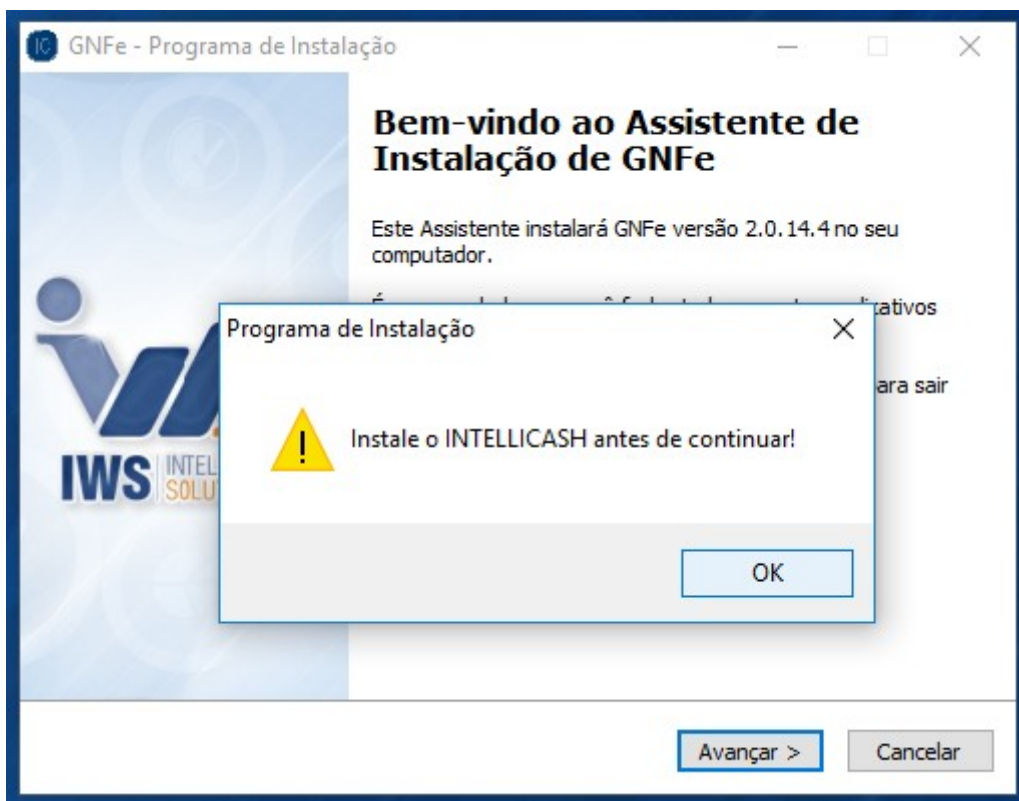 GNFe - Programa de Instalação
Bem-vindo ao Assistente de
Instalação de GNFe
Este Assistente instalará GNFe versão 2.0.14.4 no seu
computador.
Programa de Instalação
Instale o INTELLICASH antes de continuar!
OK
ara sair
IWS
Avançar >
Cancelar